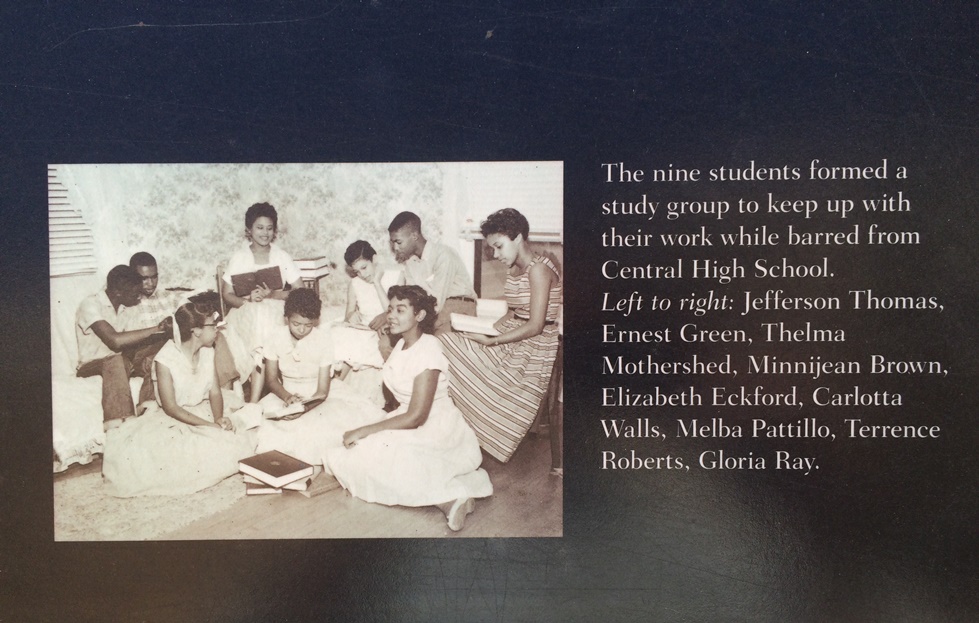 The nine students formed a
study group to keep up with
their work while barred from
Central High School.
Left to right: Jefferson Thomas,
Ernest Green, Thelma
Mothershed, Minnijean Brown,
Elizabeth Eckford, Carlotta
Walls, Melba Pattillo, Terrence
Roberts, Gloria Ray.